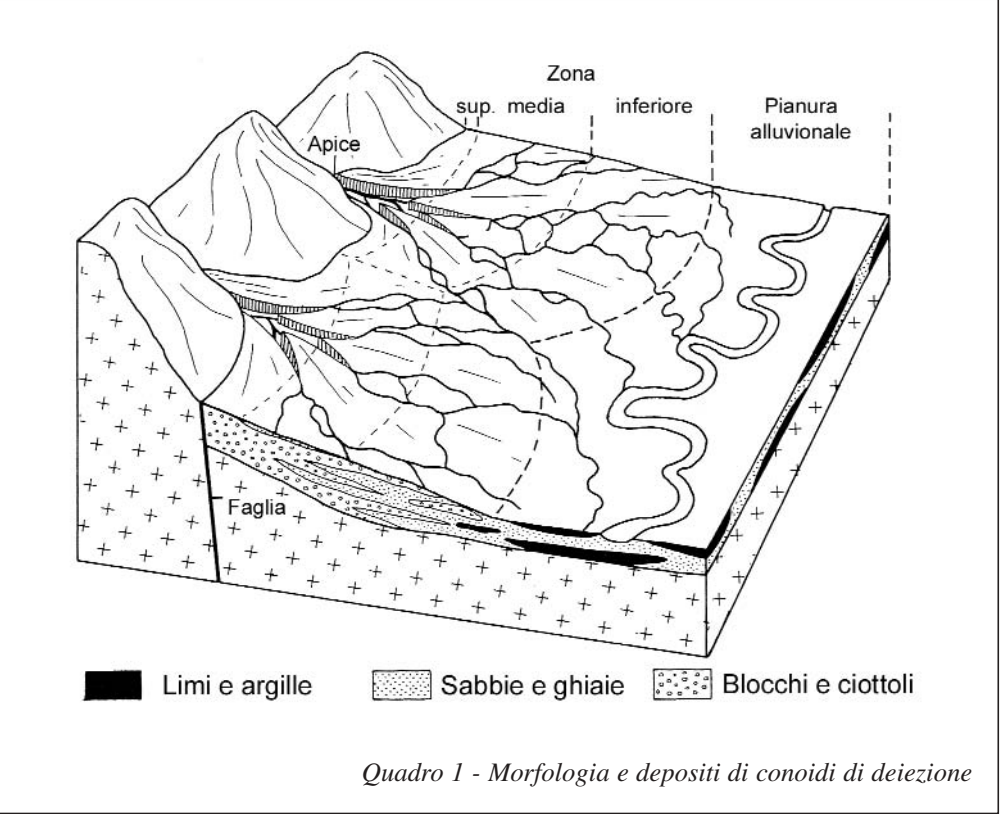 Zona
sup. media inferiore Pianura
alluvionale
Apice
Faglia
Limi e argille Sabbie e ghiaie Blocchi e ciottoli
Quadro 1 - Morfologia e depositi di conoidi di deiezione